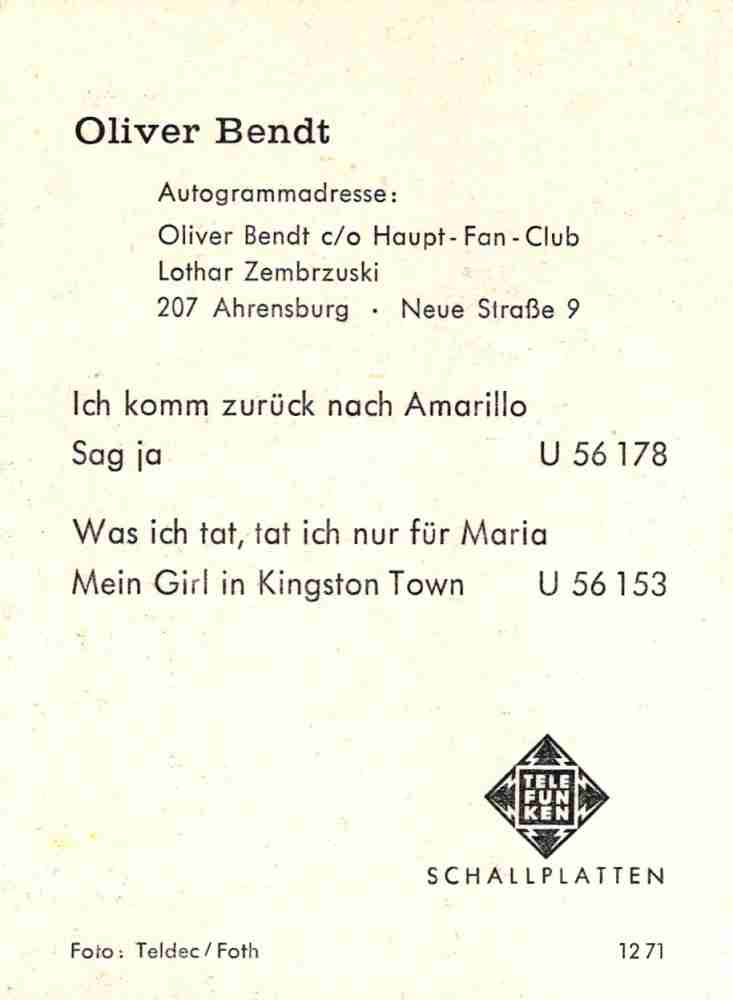 Oliver Bendt
Autogrammadresse:
Oliver Bendt c/o Haupt-Fan-Club
Lothar Zembrzuski
207 Ahrensburg · Neue Straße 9
Ich komm zurück nach Amarillo
Sag ja U 56 178
Was ich tat, tat ich nur für Maria
Mein Girl in Kingston Town U 56 153
TELE
FUN
KEN
SCHALLPLATTEN
Foto: Teldec/Foth 12 71